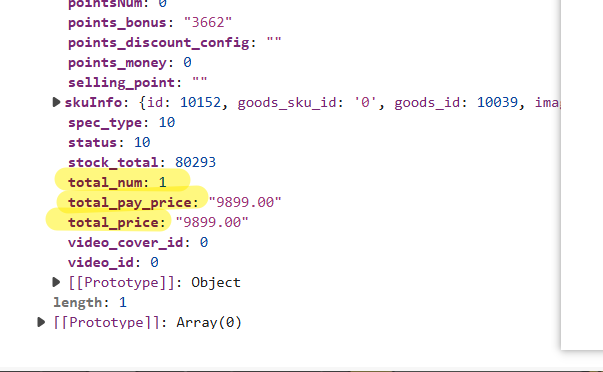 pointsNum: 0
points_bonus: "3662"
points_discount_config: ""
points_money: 0
selling_point: ""
skuInfo: {id: 10152, goods_sku_id: '0', goods_id: 10039, ima
spec_type: 10
status: 10
stock_total: 80293
total_num: 1
total_pay_price: "9899.00"
total_price: "9899.00"
video_cover_id: 0
video_id: 0
[[Prototype]]: Object
length: 1
[[Prototype]]: Array(0)